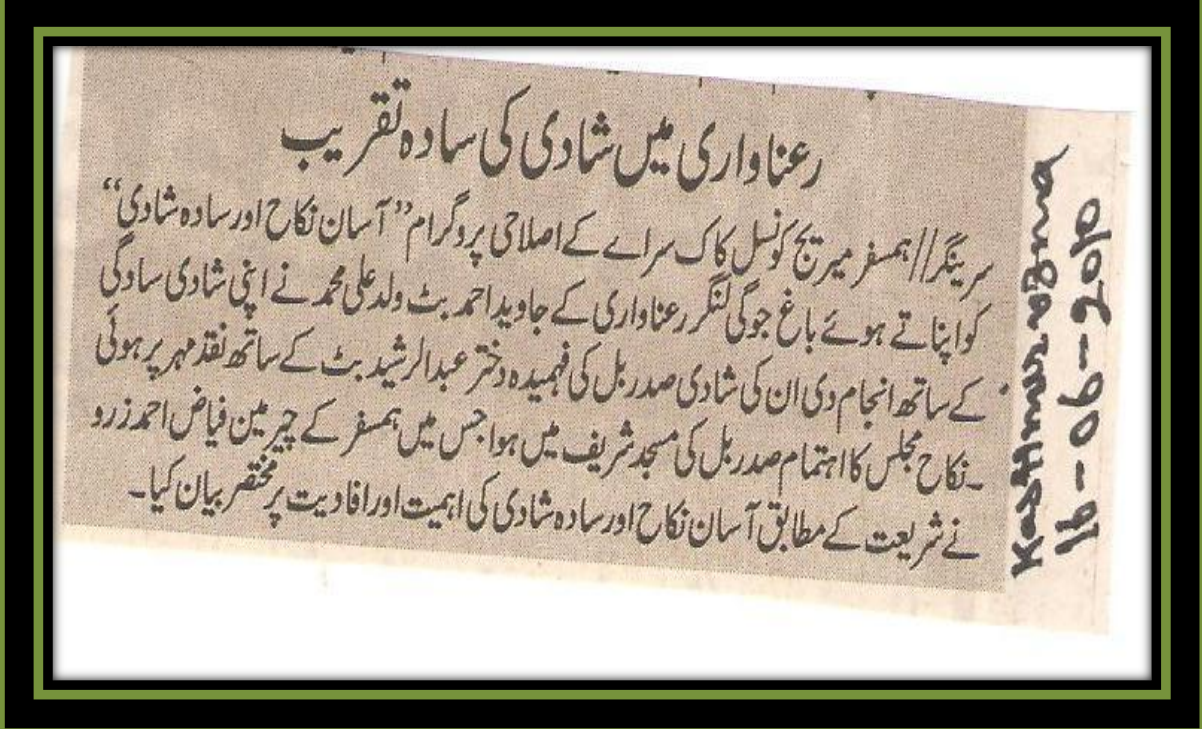 رعناواری میں شادی کی سادہ تقریب
سرینگر//ہمسفر میریج کونسل کاک سراے کے اصلاحی پروگرام ”آسان نکاح اور سادہ شادی“
کو اپناتے ہوئے باغ جوگی لنگر رعناواری کے جاوید احمد بٹ ولد علی محمد نے اپنی شادی سادگی
کے ساتھ انجام دی ان کی شادی صدربل کی فہمیدہ دختر عبدالرشید بٹ کے ساتھ نقد مہر پر ہوئی
۔نکاح مجلس کا اہتمام صدربل کی مسجد شریف میں ہوا جس میں ہمسفر کے چیرمین فیاض احمد زرو
نے شریعت کے مطابق آسان نکاح اور سادہ شادی کی اہمیت اور افادیت پر مختصر بیان کیا۔
16-06-2010